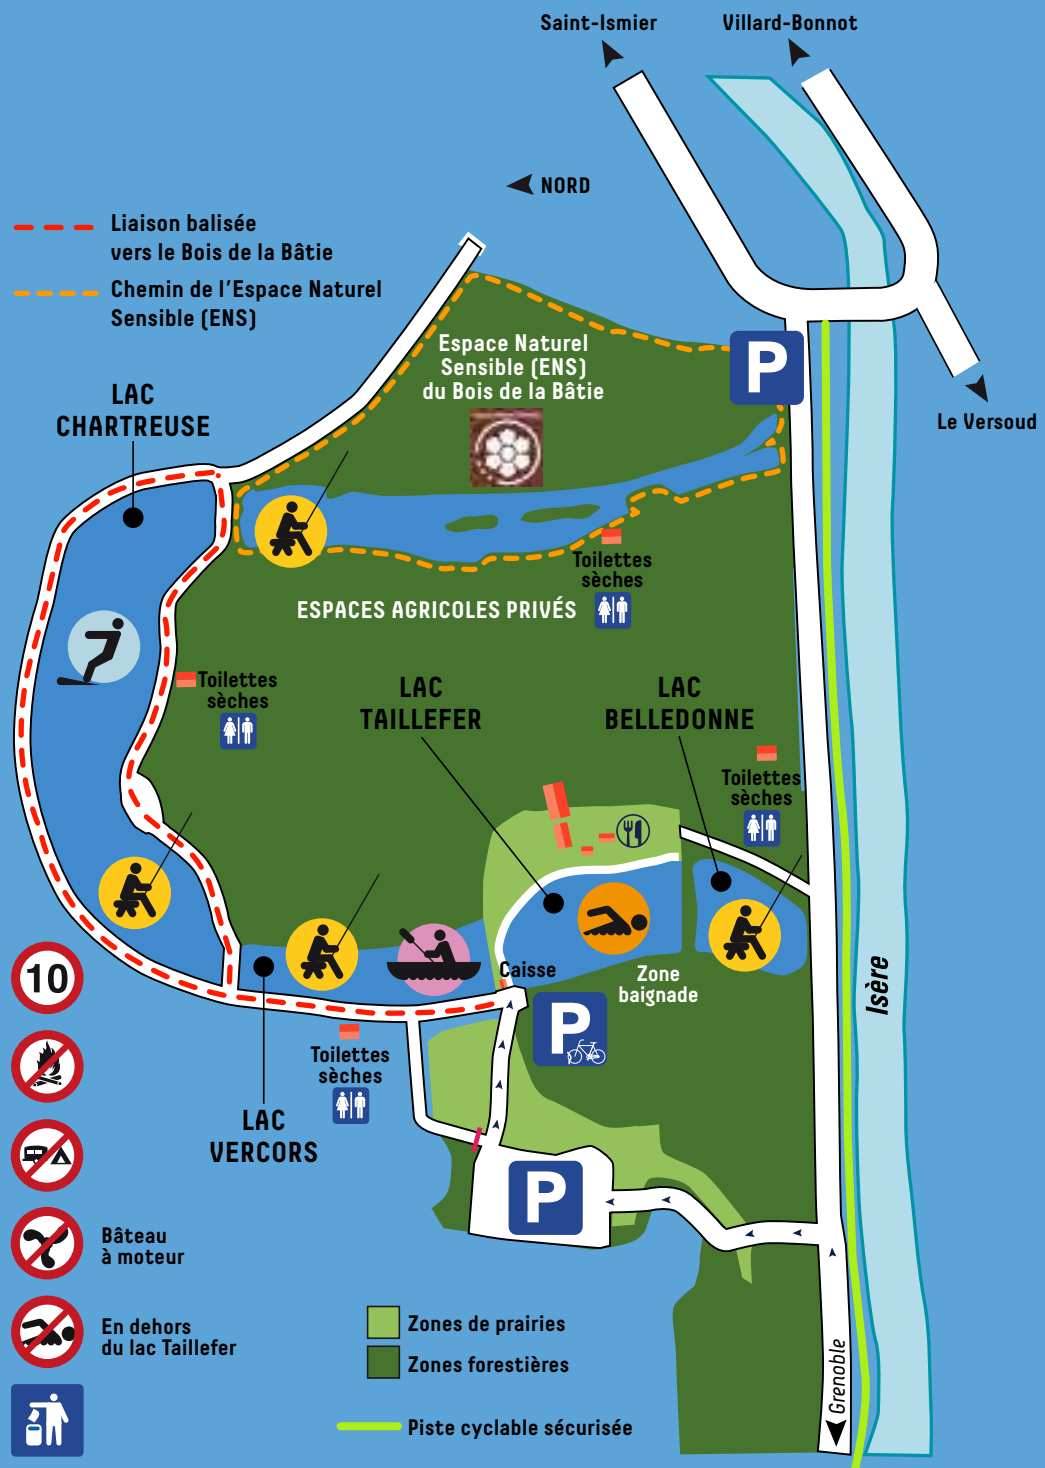 Saint-Ismier
Villard-Bonnot
NORD
Liaison balisée
vers le Bois de la Bâtie
Chemin de l'Espace Naturel
Sensible (ENS)
Espace Naturel
Sensible (ENS)
du Bois de la Bâtie
P
LAC
CHARTREUSE
Le Versoud
Toilettes
sèches
ESPACES AGRICOLES PRIVÉS
Toilettes
sèches
LAC
TAILLEFER
LAC
BELLEDONNE
Toilettes
sèches
Caisse
Zone
baignade
Isère
10
P
Toilettes
sèches
LAC
VERCORS
P
Bâteau
à moteur
En dehors
du lac Taillefer
Zones de prairies
Zones forestières
Grenoble
Piste cyclable sécurisée